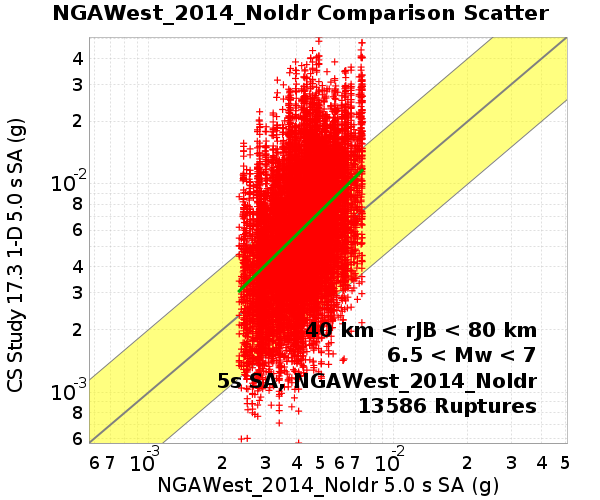 NGAWest_2014_NoIdr Comparison Scatter
CS Study 17.3 1-D 5.0 s SA (g)
4
3
2
10-2
8
6
4
3
2
10-3
8
6
40 km < rJB < 80 km
6.5 < Mw < 7
5s SA, NGAWest_2014_NoIdr
13586 Ruptures
6 7 10-3 2 3 4 5 6 7 10-2 2 3 4 5
NGAWest_2014_NoIdr 5.0 s SA (g)